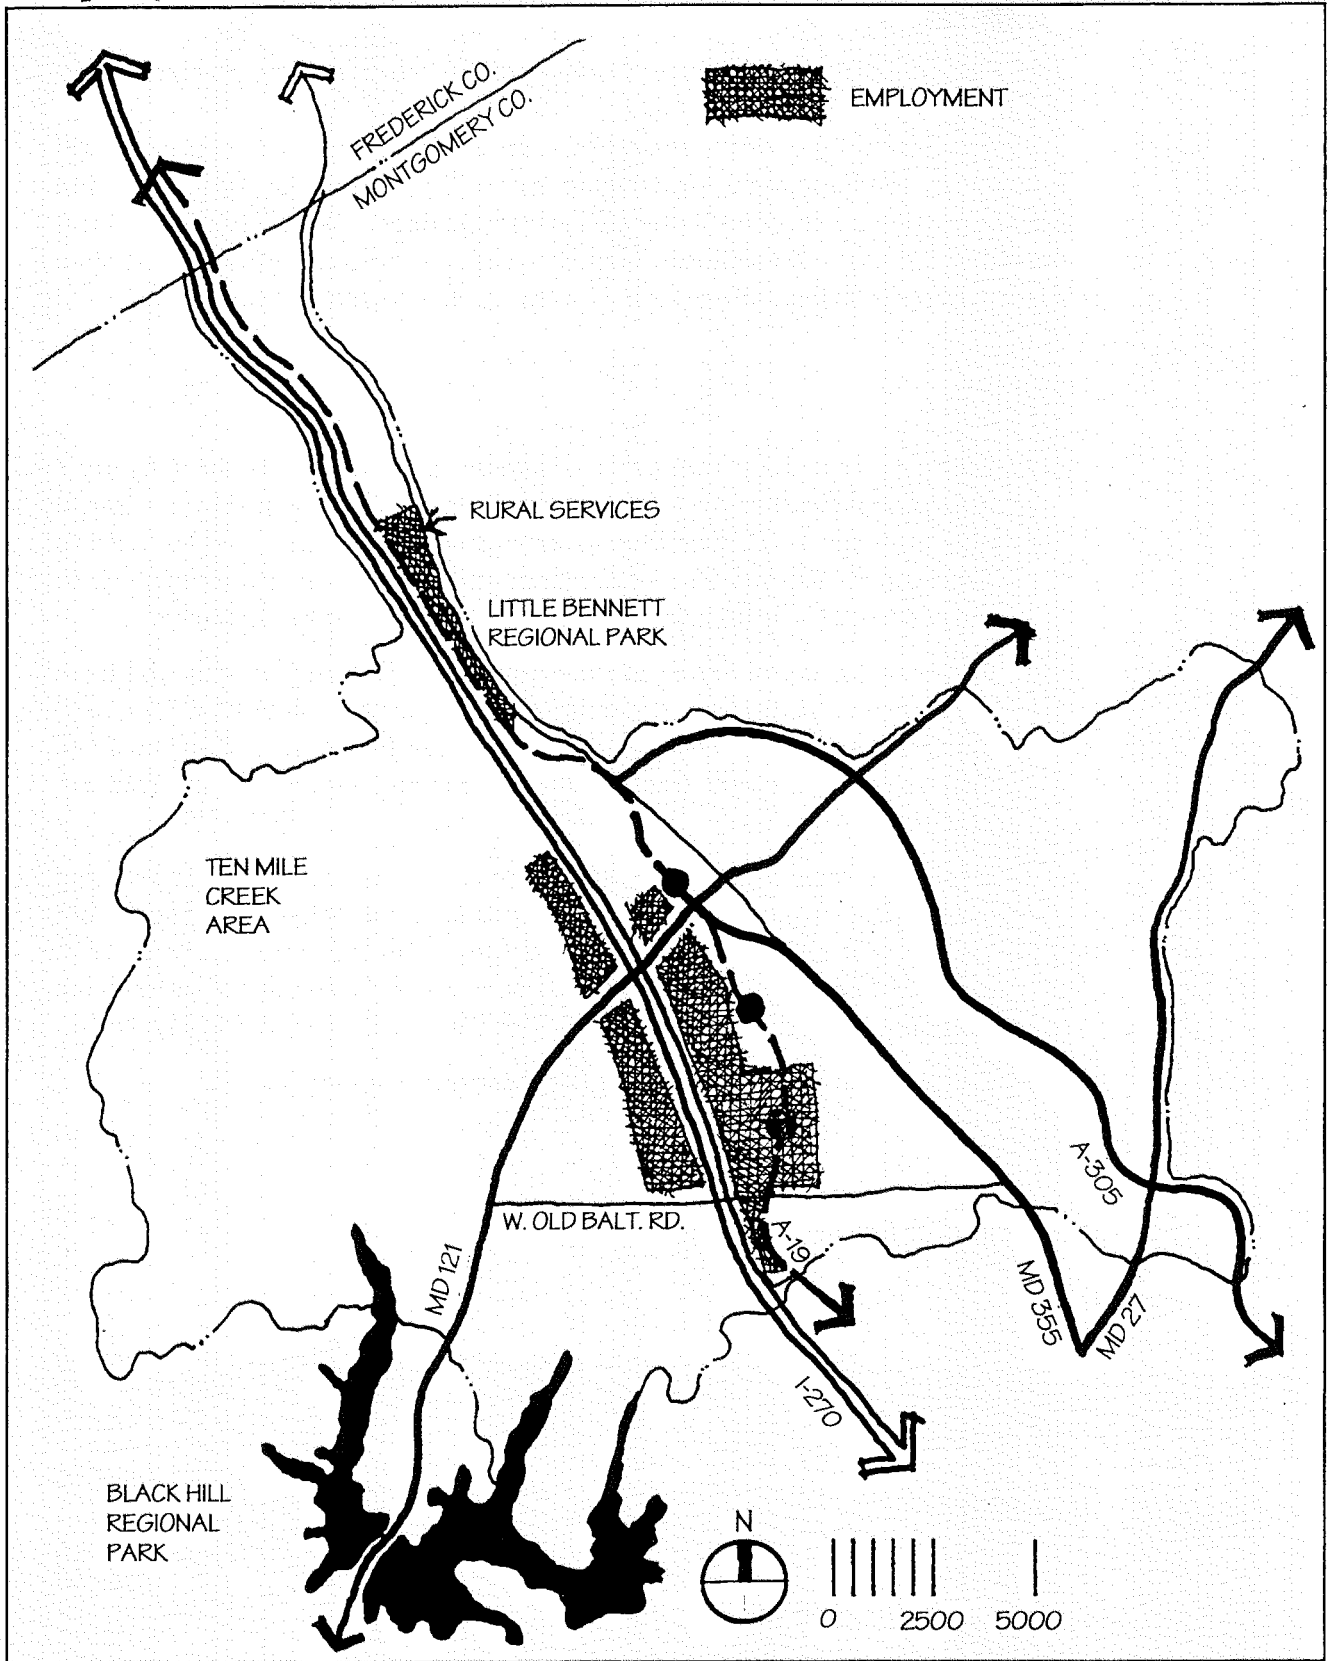 FREDERICK CO.
MONTGOMERY CO.
EMPLOYMENT
RURAL SERVICES
LITTLE BENNETT
REGIONAL PARK
TEN MILE
CREEK
AREA
A-305
W. OLD BALT. RD.
A-19
MD 121
MD 355
MD 27
I-270
BLACK HILL
REGIONAL
PARK
N
0 2500 5000